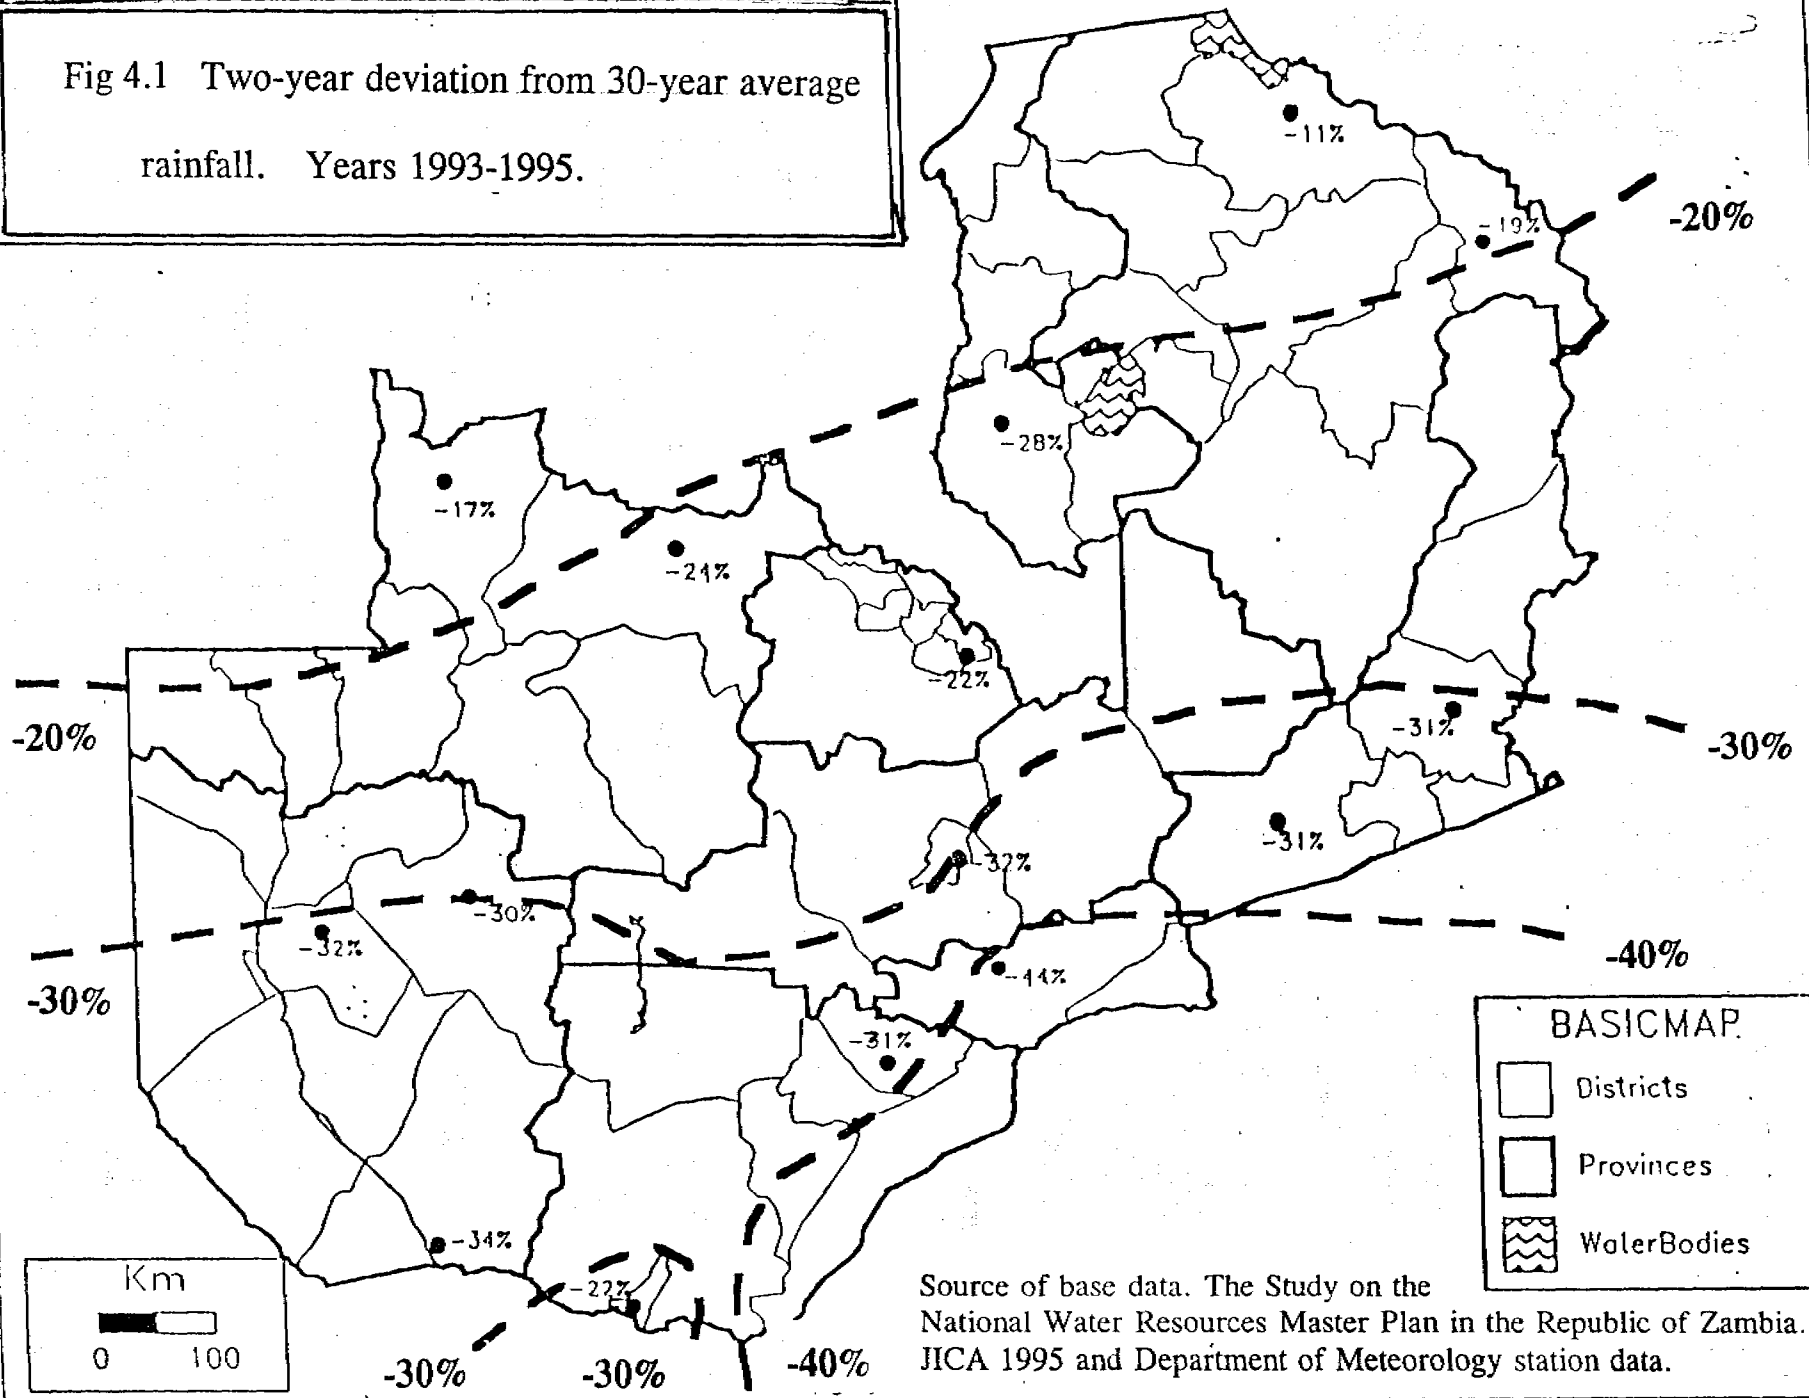 Fig 4.1 Two-year deviation from 30-year average
rainfall. Years 1993-1995.
-11%
-19%
-20%
-28%
-17%
-24%
-22%
-20%
-31%
-30%
-31%
-32%
-30%
-32%
-30%
-44%
-40%
-31%
-34%
-22%
-30%
-30%
-40%
BASICMAP.
Districts
Provinces
WaterBodies
Km
0 100
Source of base data. The Study on the
National Water Resources Master Plan in the Republic of Zambia.
JICA 1995 and Department of Meteorology station data.